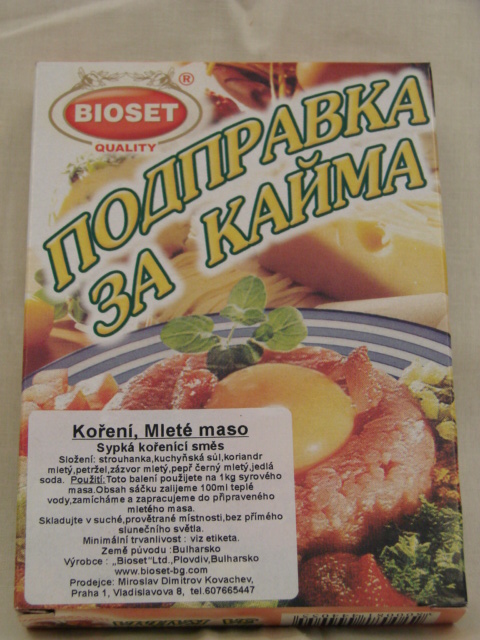 BIOSET ®
QUALITY
ПОДПРАВКА
ЗА КАЙМА
Koření, Mleté maso
Sypká kořenící směs
Složení: strouhanka,kuchyňská sůl,koriandr
mletý,petržel,zázvor mletý,pepř černý mletý,jedlá
soda. Použití:Toto balení použijete na 1kg syrového
masa.Obsah sáčku zalijeme 100ml teplé
vody,zamícháme a zapracujeme do připraveného
mletého masa.
Skladujte v suché,provětrané místnosti,bez přímého
slunečního světla.
Minimální trvanlivost : viz etiketa.
Země původu :Bulharsko
Výrobce : „Bioset"Ltd.,Plovdiv,Bulharsko
www.bioset-bg.com
Prodejce: Miroslav Dimitrov Kovachev,
Praha 1, Vladislavova 8, tel.607665447